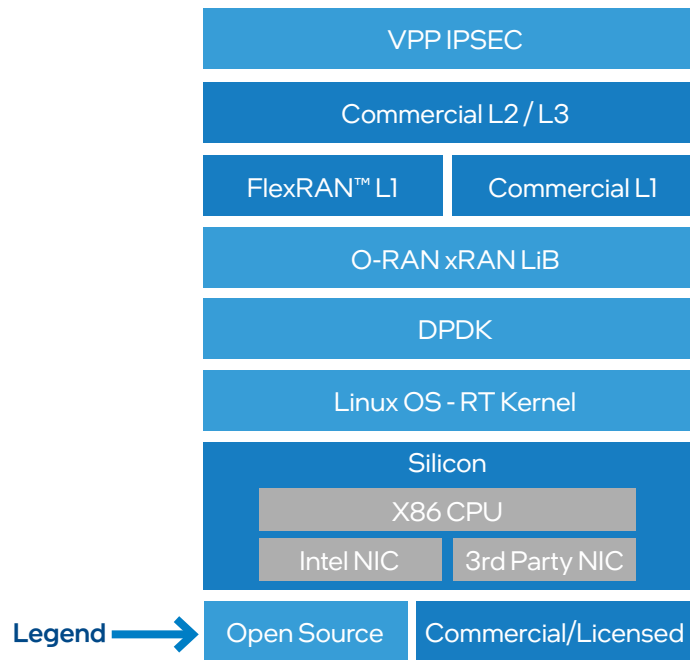 VPP IPSEC
Commercial L2 / L3
FlexRAN™ L1
Commercial L1
O-RAN xRAN LiB
DPDK
Linux OS - RT Kernel
Silicon
X86 CPU
Intel NIC
3rd Party NIC
Legend
Open Source
Commercial/Licensed